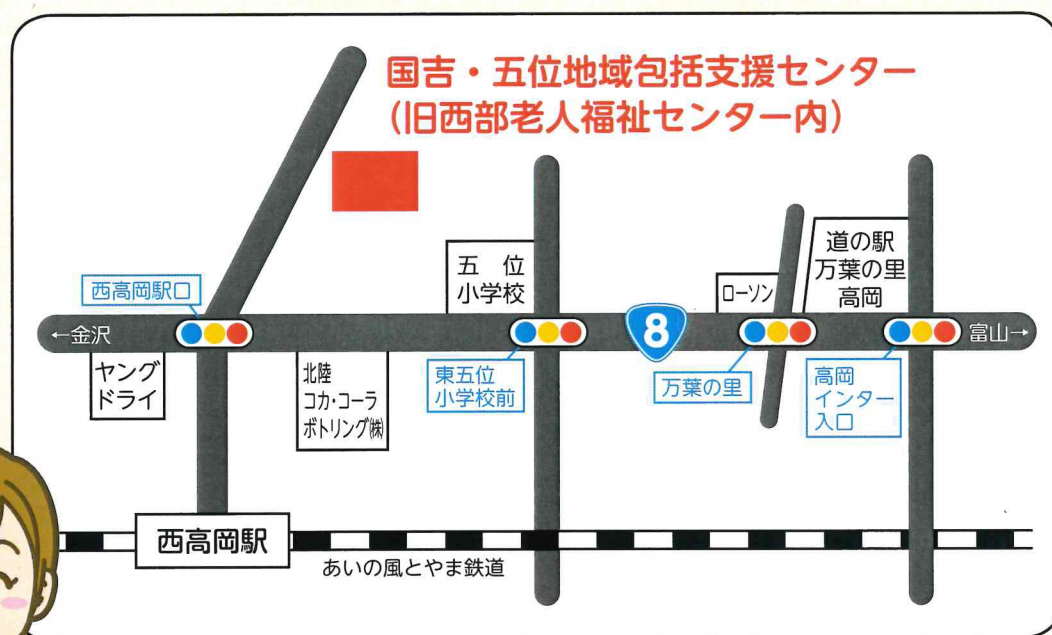 国吉・五位地域包括支援センター
(旧西部老人福祉センター内)
西高岡駅口
←金沢
ヤング
ドライ
北陸
コカ・コーラ
ボトリング㈱
五 位
小学校
東五位
小学校前
8
ローソン
万葉の里
道の駅
万葉の里
高岡
高岡
インター
入口
富山→
西高岡駅
あいの風とやま鉄道